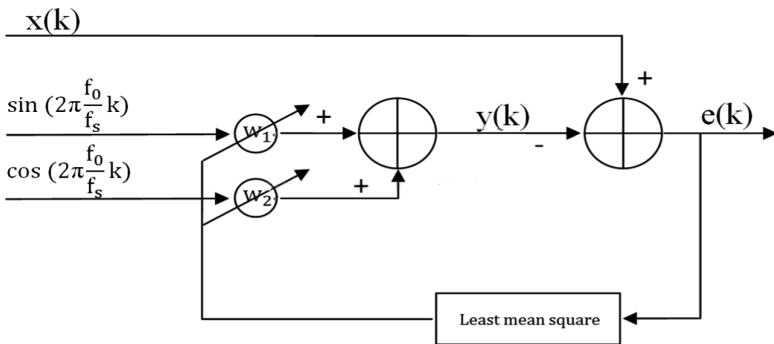 x(k)
+
sin (2π f₀/fₛ k)
w₁
+
y(k)
-
e(k)
cos (2π f₀/fₛ k)
w₂
+
Least mean square